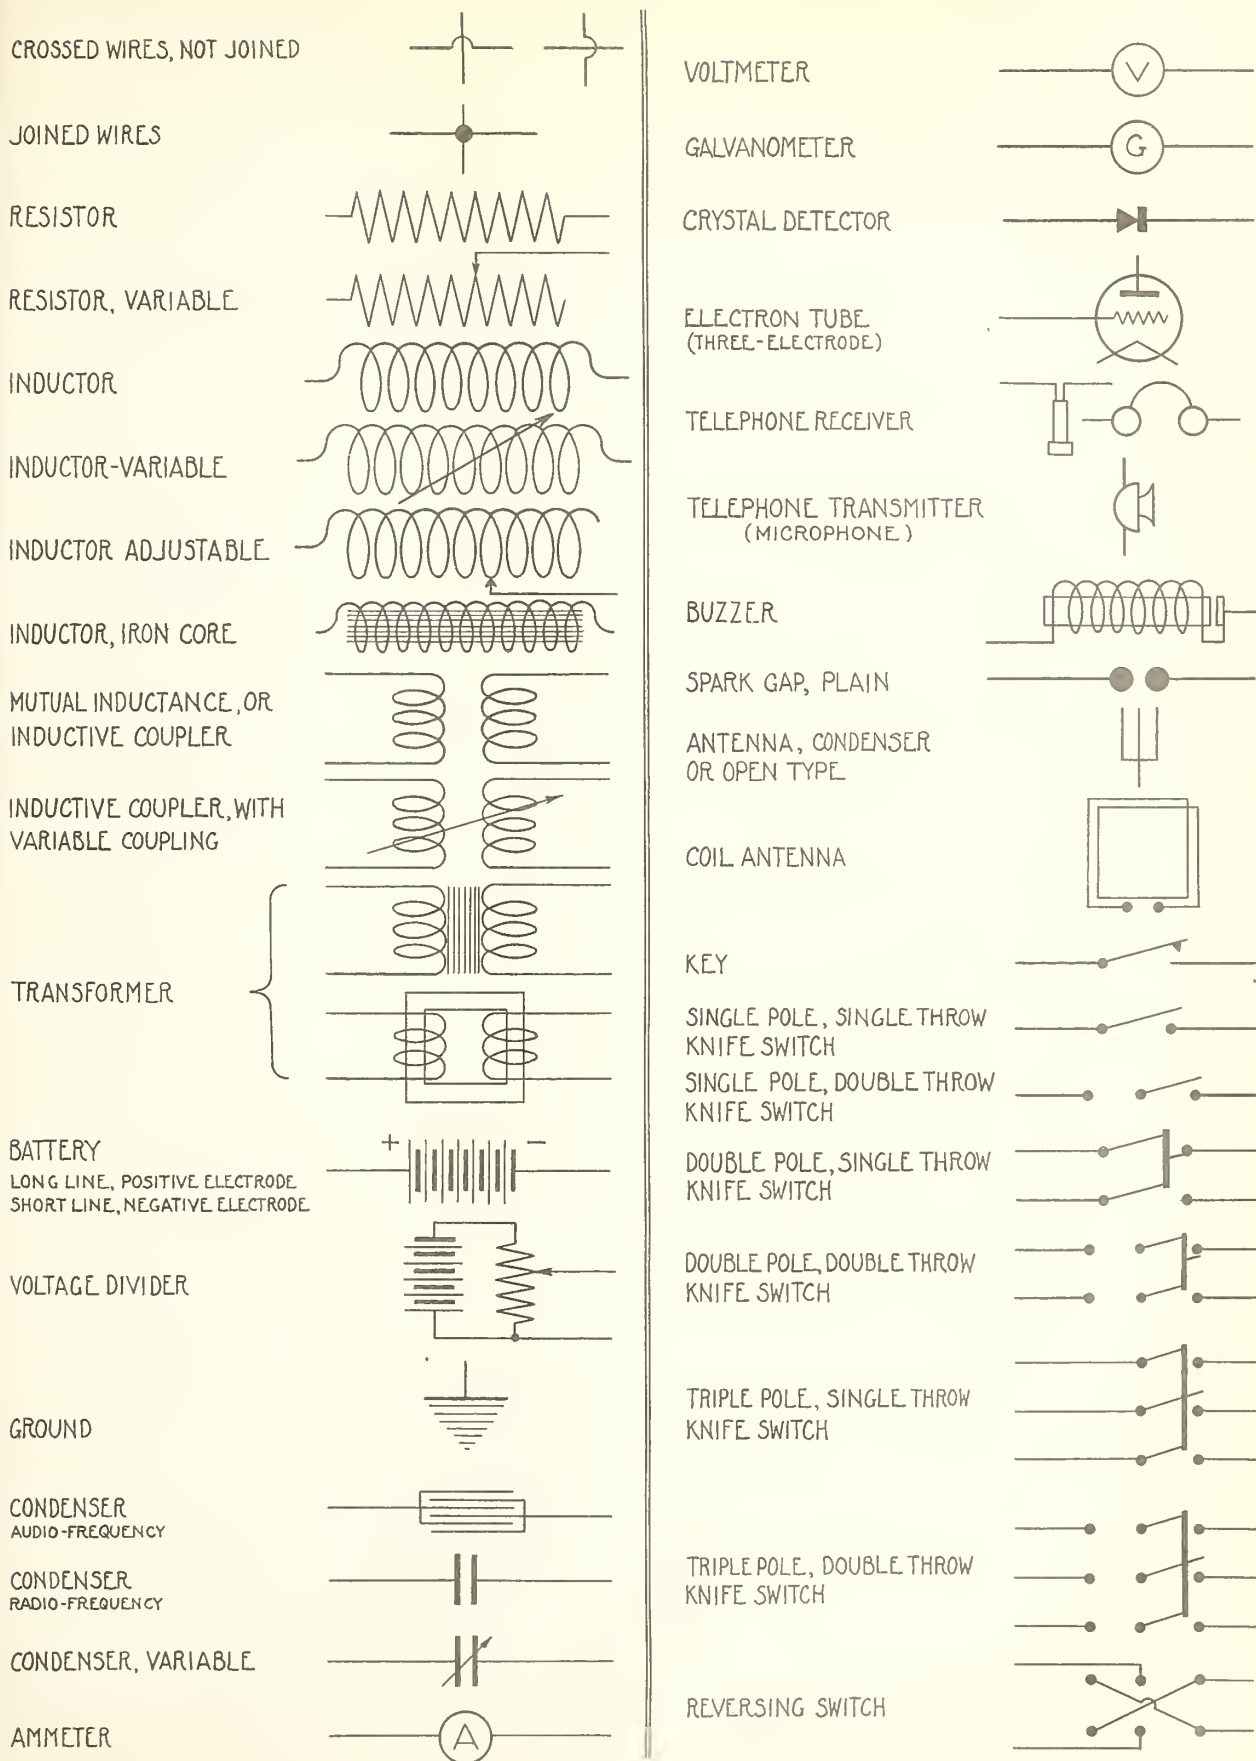 CROSSED WIRES, NOT JOINED
JOINED WIRES
RESISTOR
RESISTOR, VARIABLE
INDUCTOR
INDUCTOR-VARIABLE
INDUCTOR ADJUSTABLE
INDUCTOR, IRON CORE
MUTUAL INDUCTANCE, OR
INDUCTIVE COUPLER
INDUCTIVE COUPLER, WITH
VARIABLE COUPLING
TRANSFORMER
BATTERY
+ −
LONG LINE, POSITIVE ELECTRODE
SHORT LINE, NEGATIVE ELECTRODE
VOLTAGE DIVIDER
GROUND
CONDENSER
AUDIO-FREQUENCY
CONDENSER
RADIO-FREQUENCY
CONDENSER, VARIABLE
AMMETER
A
VOLTMETER
V
GALVANOMETER
G
CRYSTAL DETECTOR
ELECTRON TUBE
(THREE-ELECTRODE)
TELEPHONE RECEIVER
TELEPHONE TRANSMITTER
(MICROPHONE)
BUZZER
SPARK GAP, PLAIN
ANTENNA, CONDENSER
OR OPEN TYPE
COIL ANTENNA
KEY
SINGLE POLE, SINGLE THROW
KNIFE SWITCH
SINGLE POLE, DOUBLE THROW
KNIFE SWITCH
DOUBLE POLE, SINGLE THROW
KNIFE SWITCH
DOUBLE POLE, DOUBLE THROW
KNIFE SWITCH
TRIPLE POLE, SINGLE THROW
KNIFE SWITCH
TRIPLE POLE, DOUBLE THROW
KNIFE SWITCH
REVERSING SWITCH